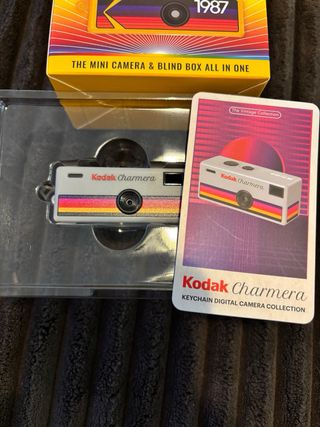 1987
THE MINI CAMERA & BLIND BOX ALL IN ONE
Kodak Charmera
The Vintage Collection
Kodak Charmera
Kodak Charmera
KEYCHAIN DIGITAL CAMERA COLLECTION